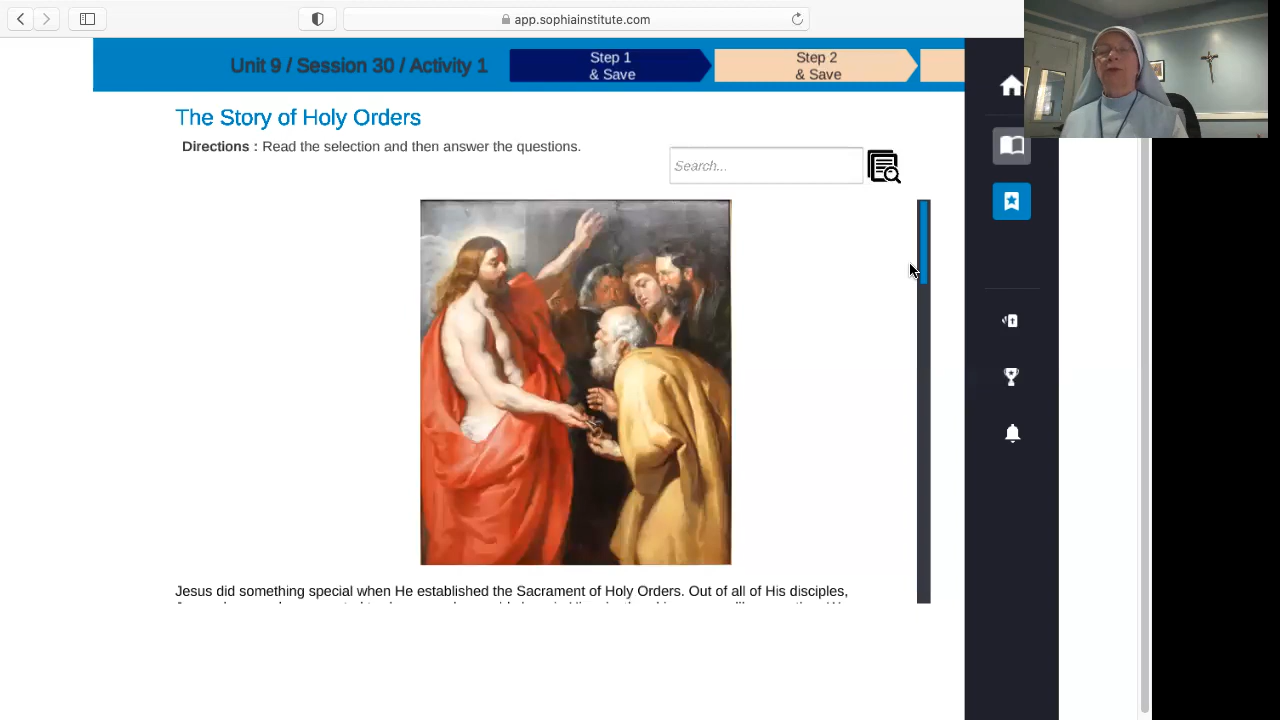 app.sophiainstitute.com
Unit 9 / Session 30 / Activity 1
Step 1
& Save
Step 2
& Save
The Story of Holy Orders
Directions : Read the selection and then answer the questions.
Search...
Jesus did something special when He established the Sacrament of Holy Orders. Out of all of His disciples,